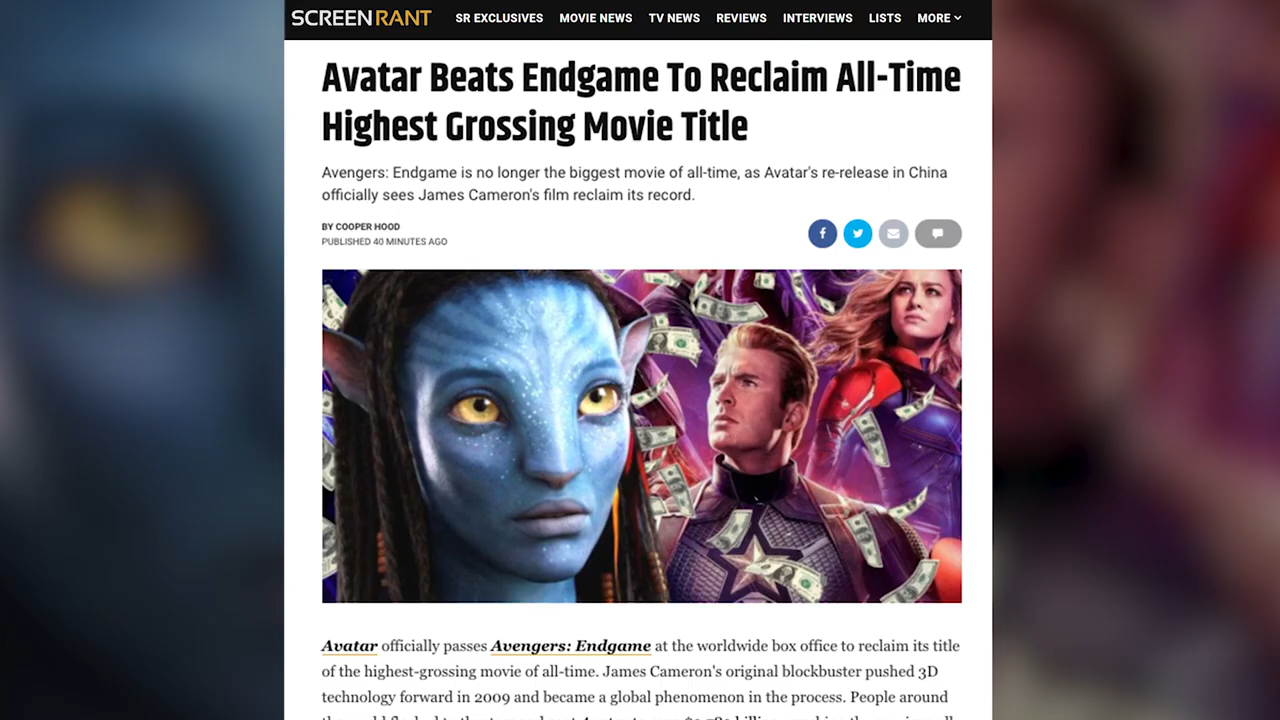 SCREENRANT
SR EXCLUSIVES MOVIE NEWS TV NEWS REVIEWS INTERVIEWS LISTS MORE
Avatar Beats Endgame To Reclaim All-Time
Highest Grossing Movie Title
Avengers: Endgame is no longer the biggest movie of all-time, as Avatar's re-release in China
officially sees James Cameron's film reclaim its record.
BY COOPER HOOD
PUBLISHED 40 MINUTES AGO
Avatar officially passes Avengers: Endgame at the worldwide box office to reclaim its title
of the highest-grossing movie of all-time. James Cameron's original blockbuster pushed 3D
technology forward in 2009 and became a global phenomenon in the process. People around